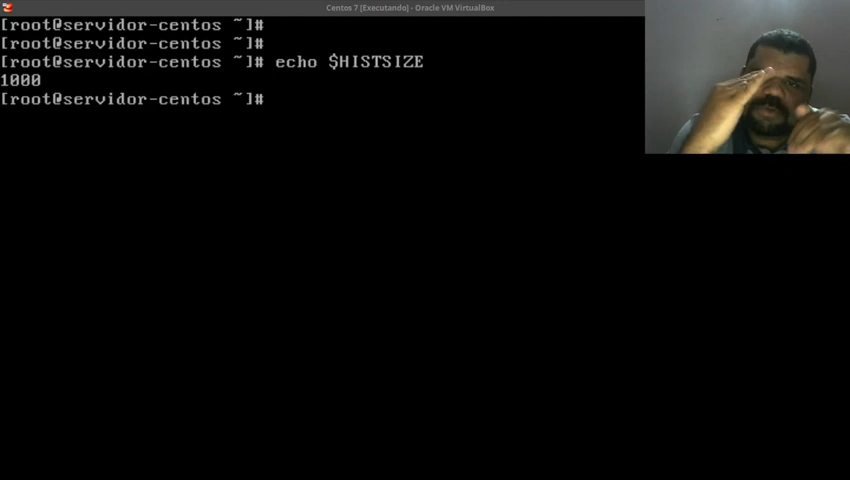 Centos 7 [Executando] - Oracle VM VirtualBox
[root@servidor-centos ~]#
[root@servidor-centos ~]#
[root@servidor-centos ~]# echo $HISTSIZE
1000
[root@servidor-centos ~]#